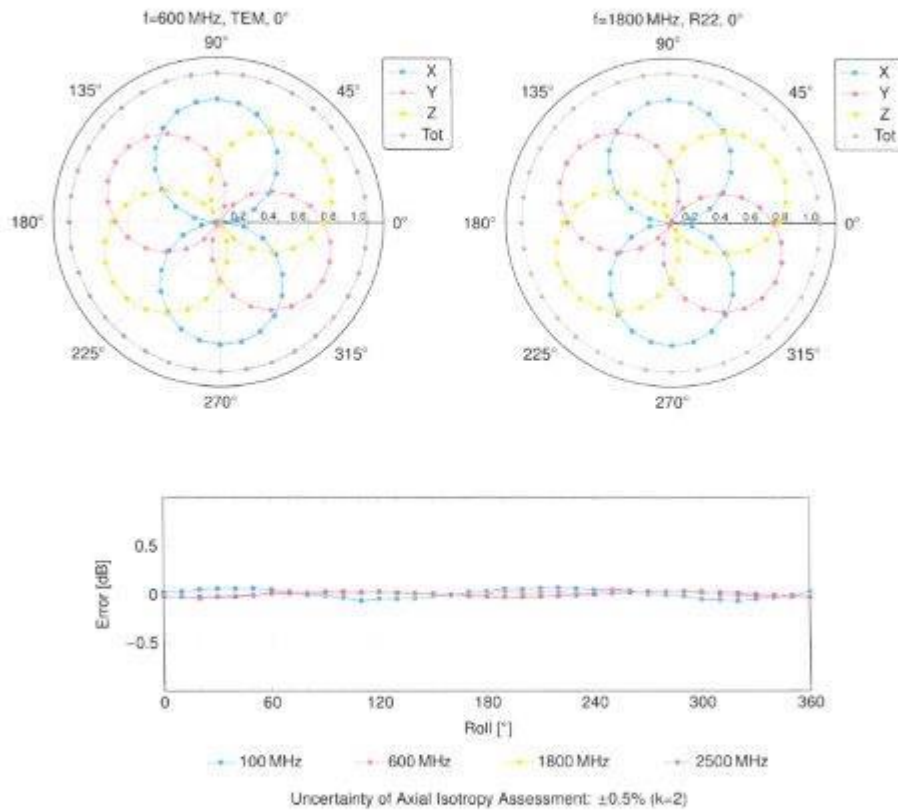 f=600 MHz, TEM, 0°
90°
135°
45°
X
Y
Z
Tot
180°
0.2 0.4 0.6 0.8 1.0
0°
225°
315°
270°
f=1800 MHz, R22, 0°
90°
135°
45°
X
Y
Z
Tot
180°
0.2 0.4 0.6 0.8 1.0
0°
225°
315°
270°
Error [dB]
0.5
0
−0.5
0 60 120 180 240 300 360
Roll [°]
100 MHz 600 MHz 1800 MHz 2500 MHz
Uncertainty of Axial Isotropy Assessment: ±0.5% (k=2)